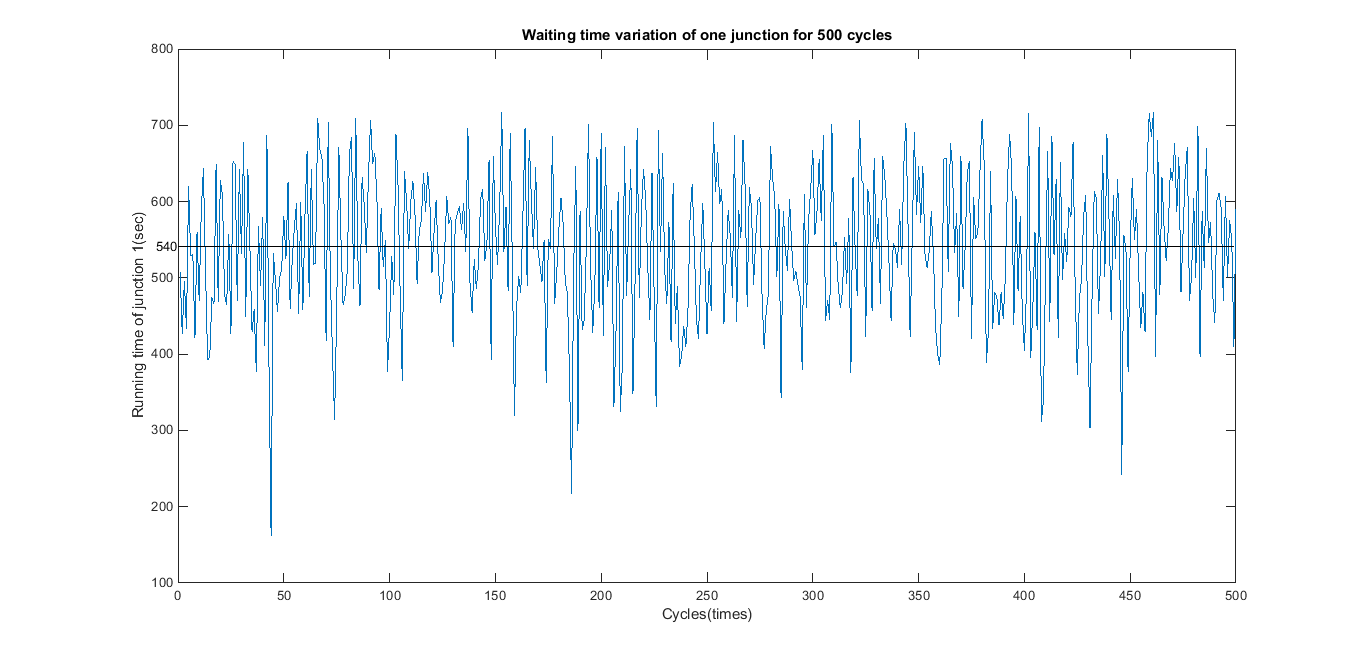 Waiting time variation of one junction for 500 cycles
800
700
600
540
500
400
300
200
100
Running time of junction 1(sec)
0 50 100 150 200 250 300 350 400 450 500
Cycles(times)